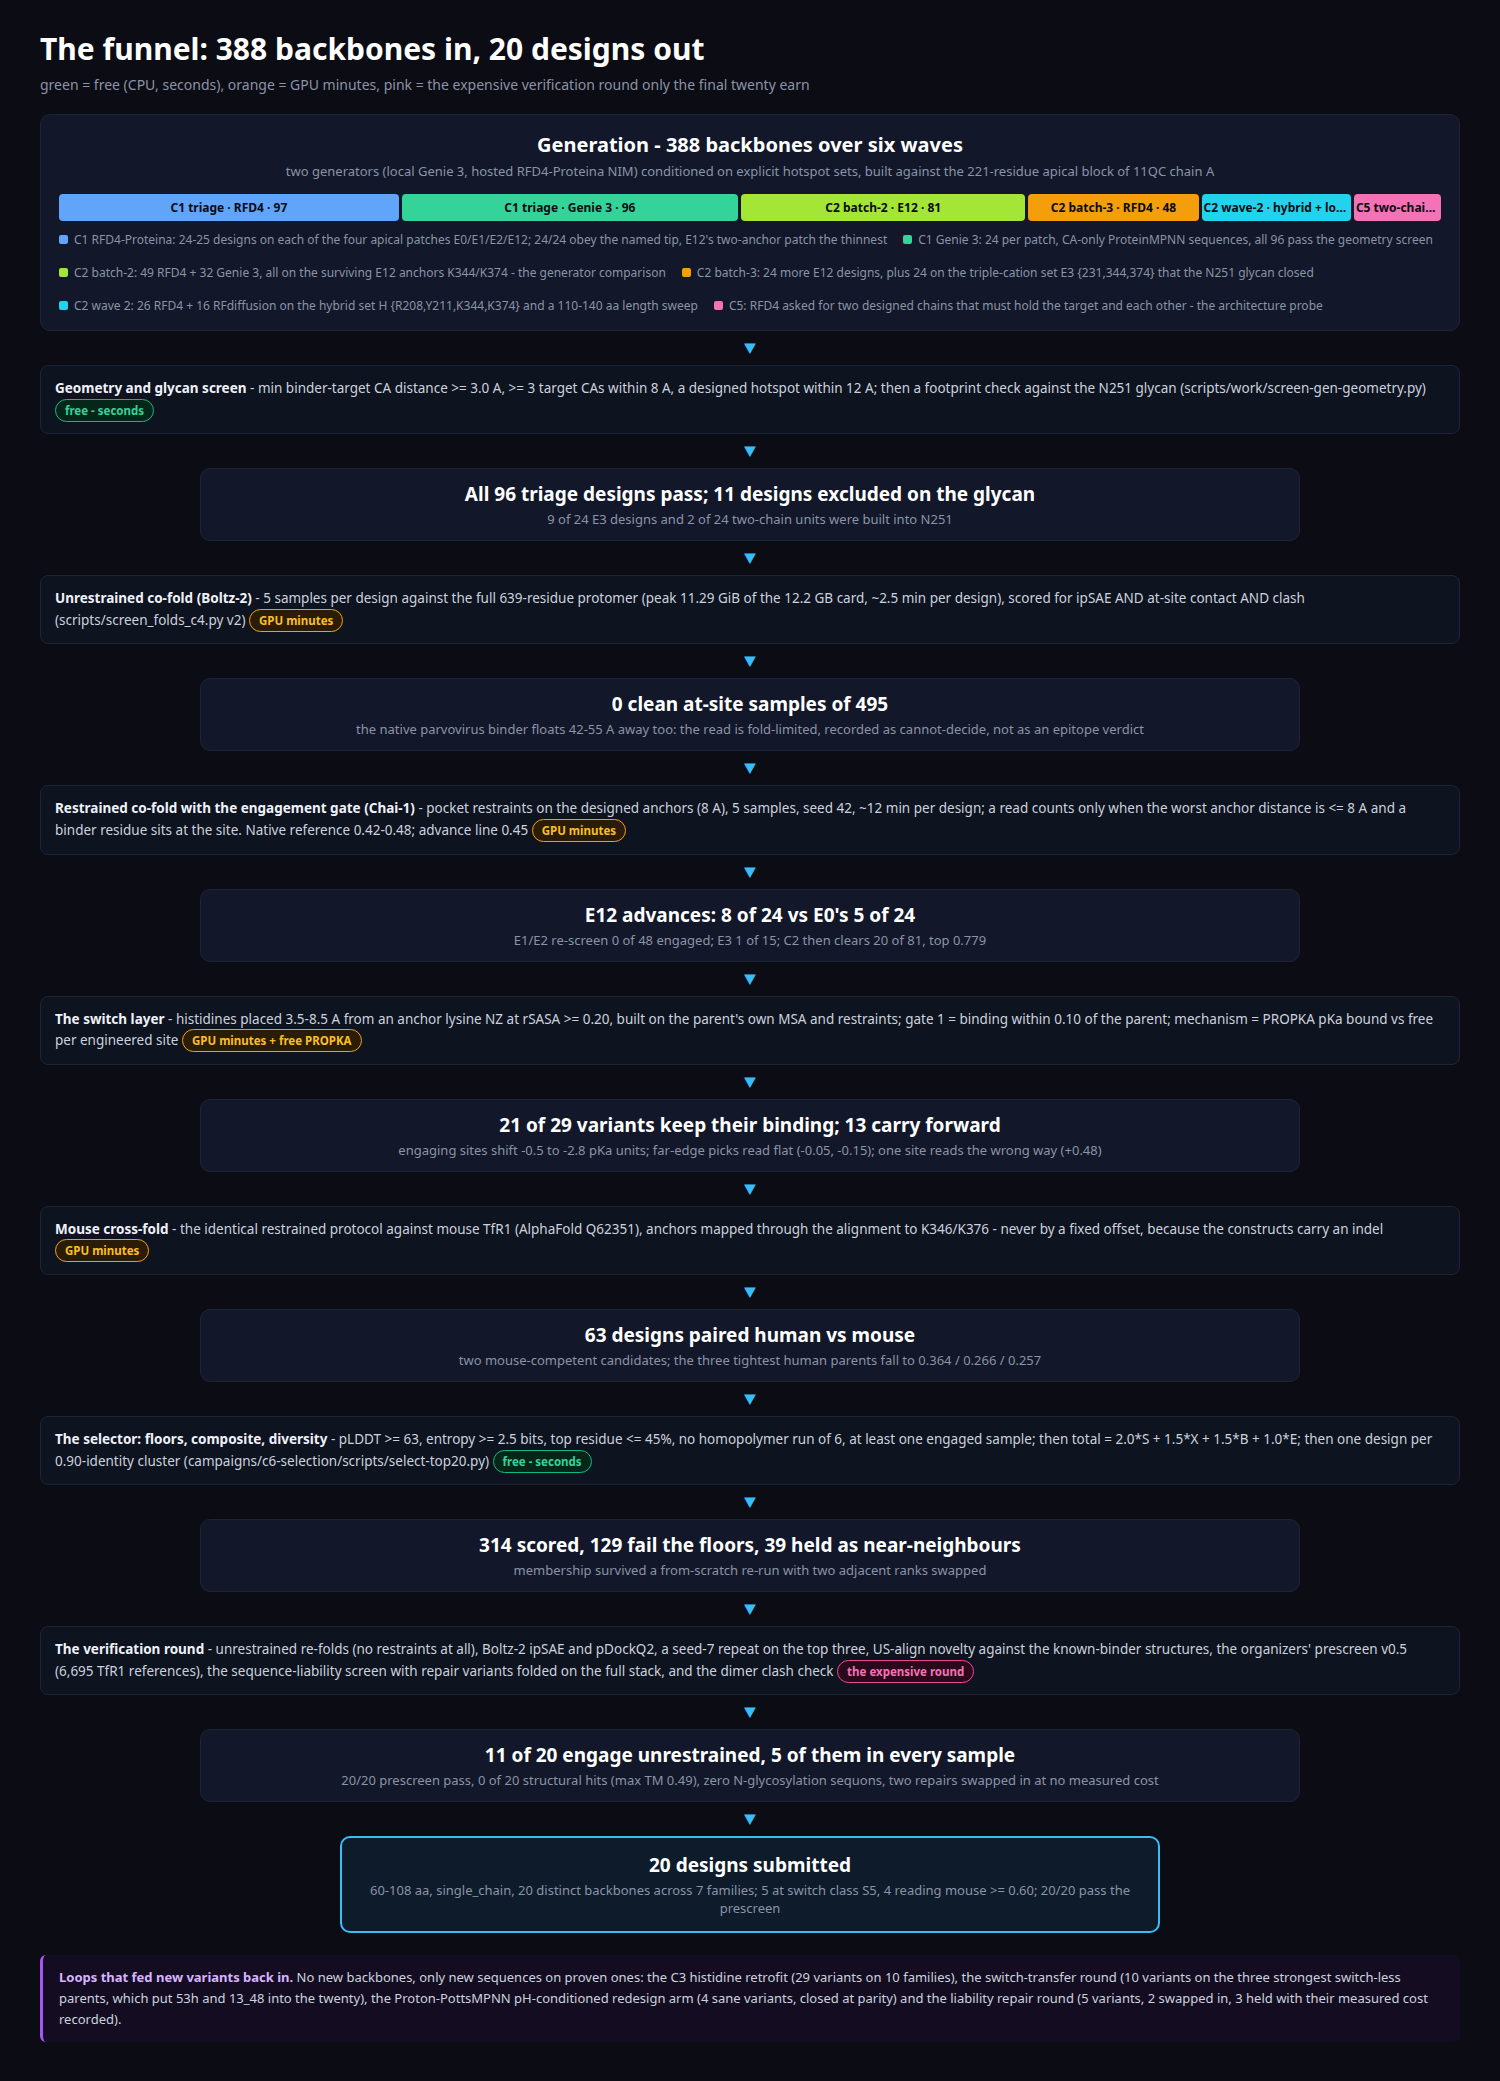 The funnel: 388 backbones in, 20 designs out
green = free (CPU, seconds), orange = GPU minutes, pink = the expensive verification round only the final twenty earn
Generation - 388 backbones over six waves
two generators (local Genie 3, hosted RFD4-Proteina NIM) conditioned on explicit hotspot sets, built against the 221-residue apical block of 11QC chain A
C1 triage · RFD4 · 97
C1 triage · Genie 3 · 96
C2 batch-2 · E12 · 81
C2 batch-3 · RFD4 · 48
C2 wave-2 · hybrid + lo...
C5 two-chai...
C1 RFD4-Proteina: 24-25 designs on each of the four apical patches E0/E1/E2/E12; 24/24 obey the named tip, E12's two-anchor patch the thinnest
C1 Genie 3: 24 per patch, CA-only ProteinMPNN sequences, all 96 pass the geometry screen
C2 batch-2: 49 RFD4 + 32 Genie 3, all on the surviving E12 anchors K344/K374 - the generator comparison
C2 batch-3: 24 more E12 designs, plus 24 on the triple-cation set E3 {231,344,374} that the N251 glycan closed
C2 wave 2: 26 RFD4 + 16 RFdiffusion on the hybrid set H {R208,Y211,K344,K374} and a 110-140 aa length sweep
C5: RFD4 asked for two designed chains that must hold the target and each other - the architecture probe
▼
Geometry and glycan screen - min binder-target CA distance >= 3.0 A, >= 3 target CAs within 8 A, a designed hotspot within 12 A; then a footprint check against the N251 glycan (scripts/work/screen-gen-geometry.py)
free - seconds
▼
All 96 triage designs pass; 11 designs excluded on the glycan
9 of 24 E3 designs and 2 of 24 two-chain units were built into N251
▼
Unrestrained co-fold (Boltz-2) - 5 samples per design against the full 639-residue protomer (peak 11.29 GiB of the 12.2 GB card, ~2.5 min per design), scored for ipSAE AND at-site contact AND clash
(scripts/screen_folds_c4.py v2) GPU minutes
▼
0 clean at-site samples of 495
the native parvovirus binder floats 42-55 A away too: the read is fold-limited, recorded as cannot-decide, not as an epitope verdict
▼
Restrained co-fold with the engagement gate (Chai-1) - pocket restraints on the designed anchors (8 A), 5 samples, seed 42, ~12 min per design; a read counts only when the worst anchor distance is <= 8 A and a
binder residue sits at the site. Native reference 0.42-0.48; advance line 0.45 GPU minutes
▼
E12 advances: 8 of 24 vs E0's 5 of 24
E1/E2 re-screen 0 of 48 engaged; E3 1 of 15; C2 then clears 20 of 81, top 0.779
▼
The switch layer - histidines placed 3.5-8.5 A from an anchor lysine NZ at rSASA >= 0.20, built on the parent's own MSA and restraints; gate 1 = binding within 0.10 of the parent; mechanism = PROPKA pKa bound vs free
per engineered site GPU minutes + free PROPKA
▼
21 of 29 variants keep their binding; 13 carry forward
engaging sites shift -0.5 to -2.8 pKa units; far-edge picks read flat (-0.05, -0.15); one site reads the wrong way (+0.48)
▼
Mouse cross-fold - the identical restrained protocol against mouse TfR1 (AlphaFold Q62351), anchors mapped through the alignment to K346/K376 - never by a fixed offset, because the constructs carry an indel
GPU minutes
▼
63 designs paired human vs mouse
two mouse-competent candidates; the three tightest human parents fall to 0.364 / 0.266 / 0.257
▼
The selector: floors, composite, diversity - pLDDT >= 63, entropy >= 2.5 bits, top residue <= 45%, no homopolymer run of 6, at least one engaged sample; then total = 2.0*S + 1.5*X + 1.5*B + 1.0*E; then one design per
0.90-identity cluster (campaigns/c6-selection/scripts/select-top20.py) free - seconds
▼
314 scored, 129 fail the floors, 39 held as near-neighbours
membership survived a from-scratch re-run with two adjacent ranks swapped
▼
The verification round - unrestrained re-folds (no restraints at all), Boltz-2 ipSAE and pDockQ2, a seed-7 repeat on the top three, US-align novelty against the known-binder structures, the organizers' prescreen v0.5
(6,695 TfR1 references), the sequence-liability screen with repair variants folded on the full stack, and the dimer clash check the expensive round
▼
11 of 20 engage unrestrained, 5 of them in every sample
20/20 prescreen pass, 0 of 20 structural hits (max TM 0.49), zero N-glycosylation sequons, two repairs swapped in at no measured cost
▼
20 designs submitted
60-108 aa, single_chain, 20 distinct backbones across 7 families; 5 at switch class S5, 4 reading mouse >= 0.60; 20/20 pass the
prescreen
Loops that fed new variants back in. No new backbones, only new sequences on proven ones: the C3 histidine retrofit (29 variants on 10 families), the switch-transfer round (10 variants on the three strongest switch-less
parents, which put 53h and 13_48 into the twenty), the Proton-PottsMPNN pH-conditioned redesign arm (4 sane variants, closed at parity) and the liability repair round (5 variants, 2 swapped in, 3 held with their measured cost
recorded).